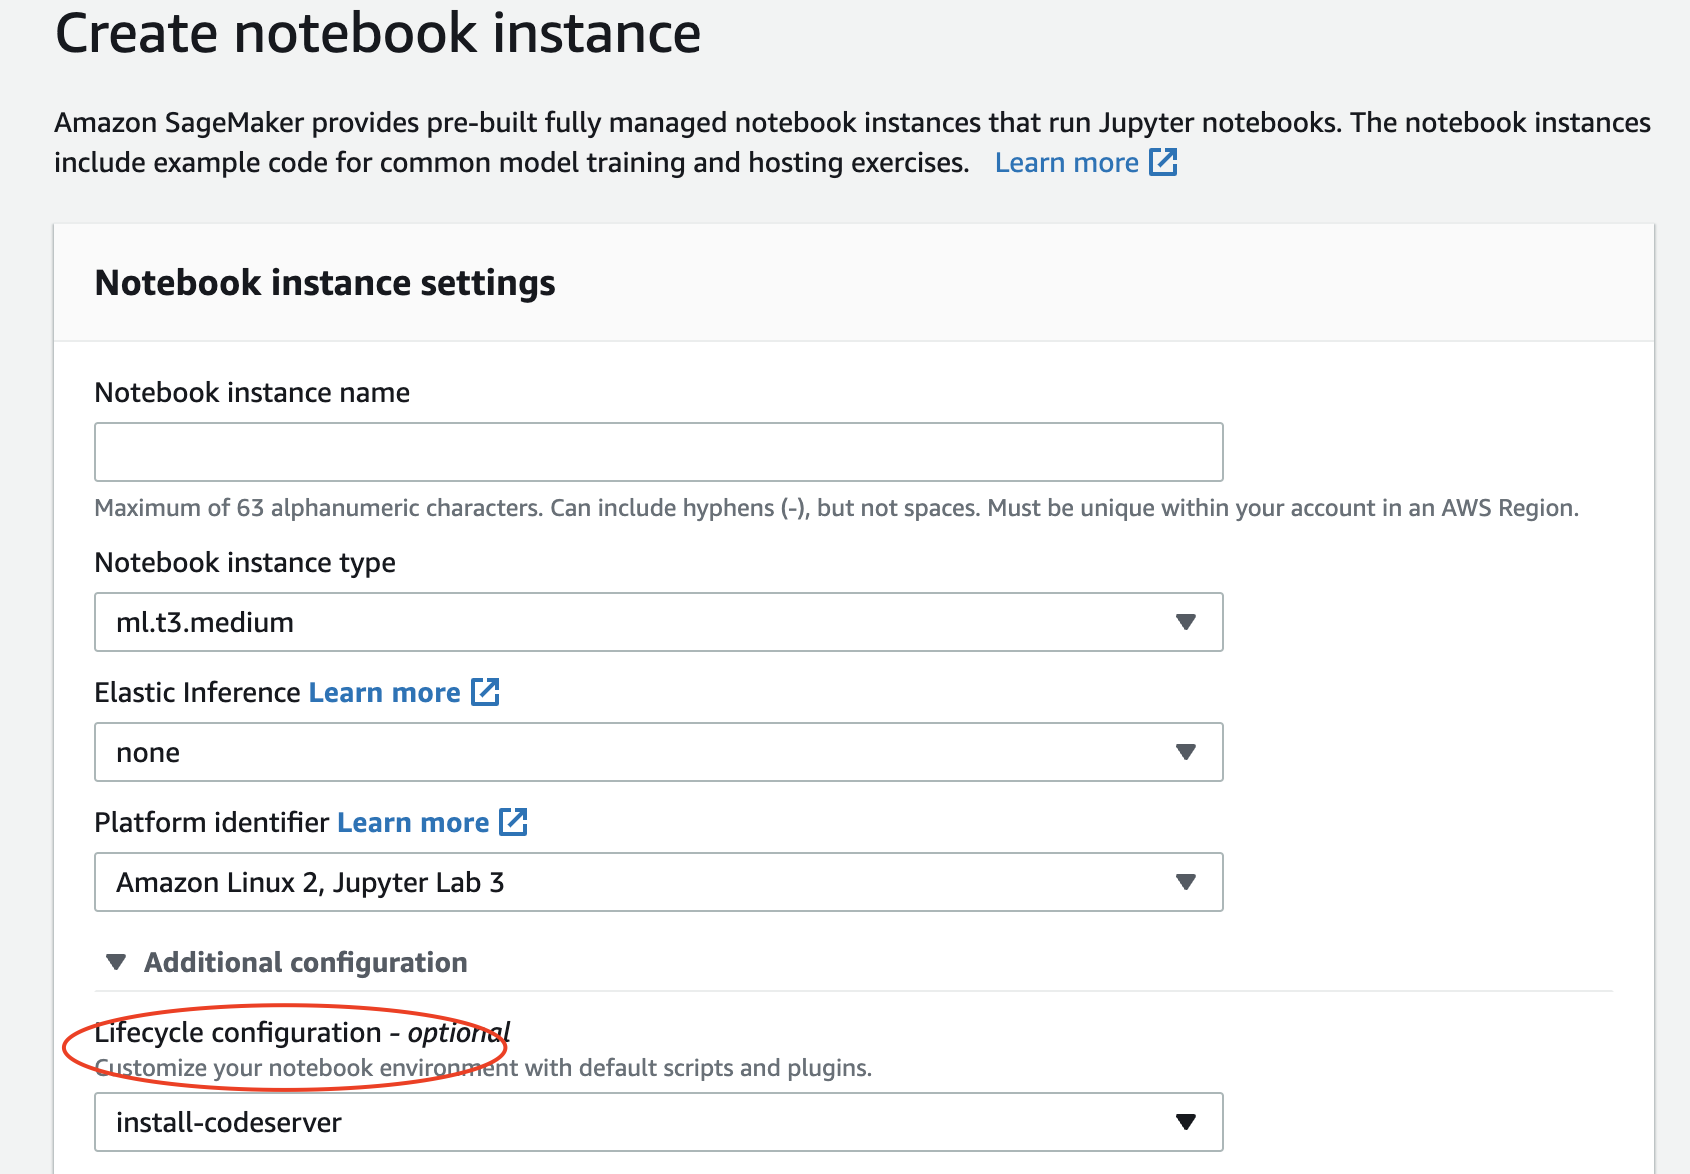 Create notebook instance
Amazon SageMaker provides pre-built fully managed notebook instances that run Jupyter notebooks. The notebook instances
include example code for common model training and hosting exercises. Learn more
Notebook instance settings
Notebook instance name
Maximum of 63 alphanumeric characters. Can include hyphens (-), but not spaces. Must be unique within your account in an AWS Region.
Notebook instance type
ml.t3.medium
Elastic Inference Learn more
none
Platform identifier Learn more
Amazon Linux 2, Jupyter Lab 3
Additional configuration
Lifecycle configuration - optional
Customize your notebook environment with default scripts and plugins.
install-codeserver